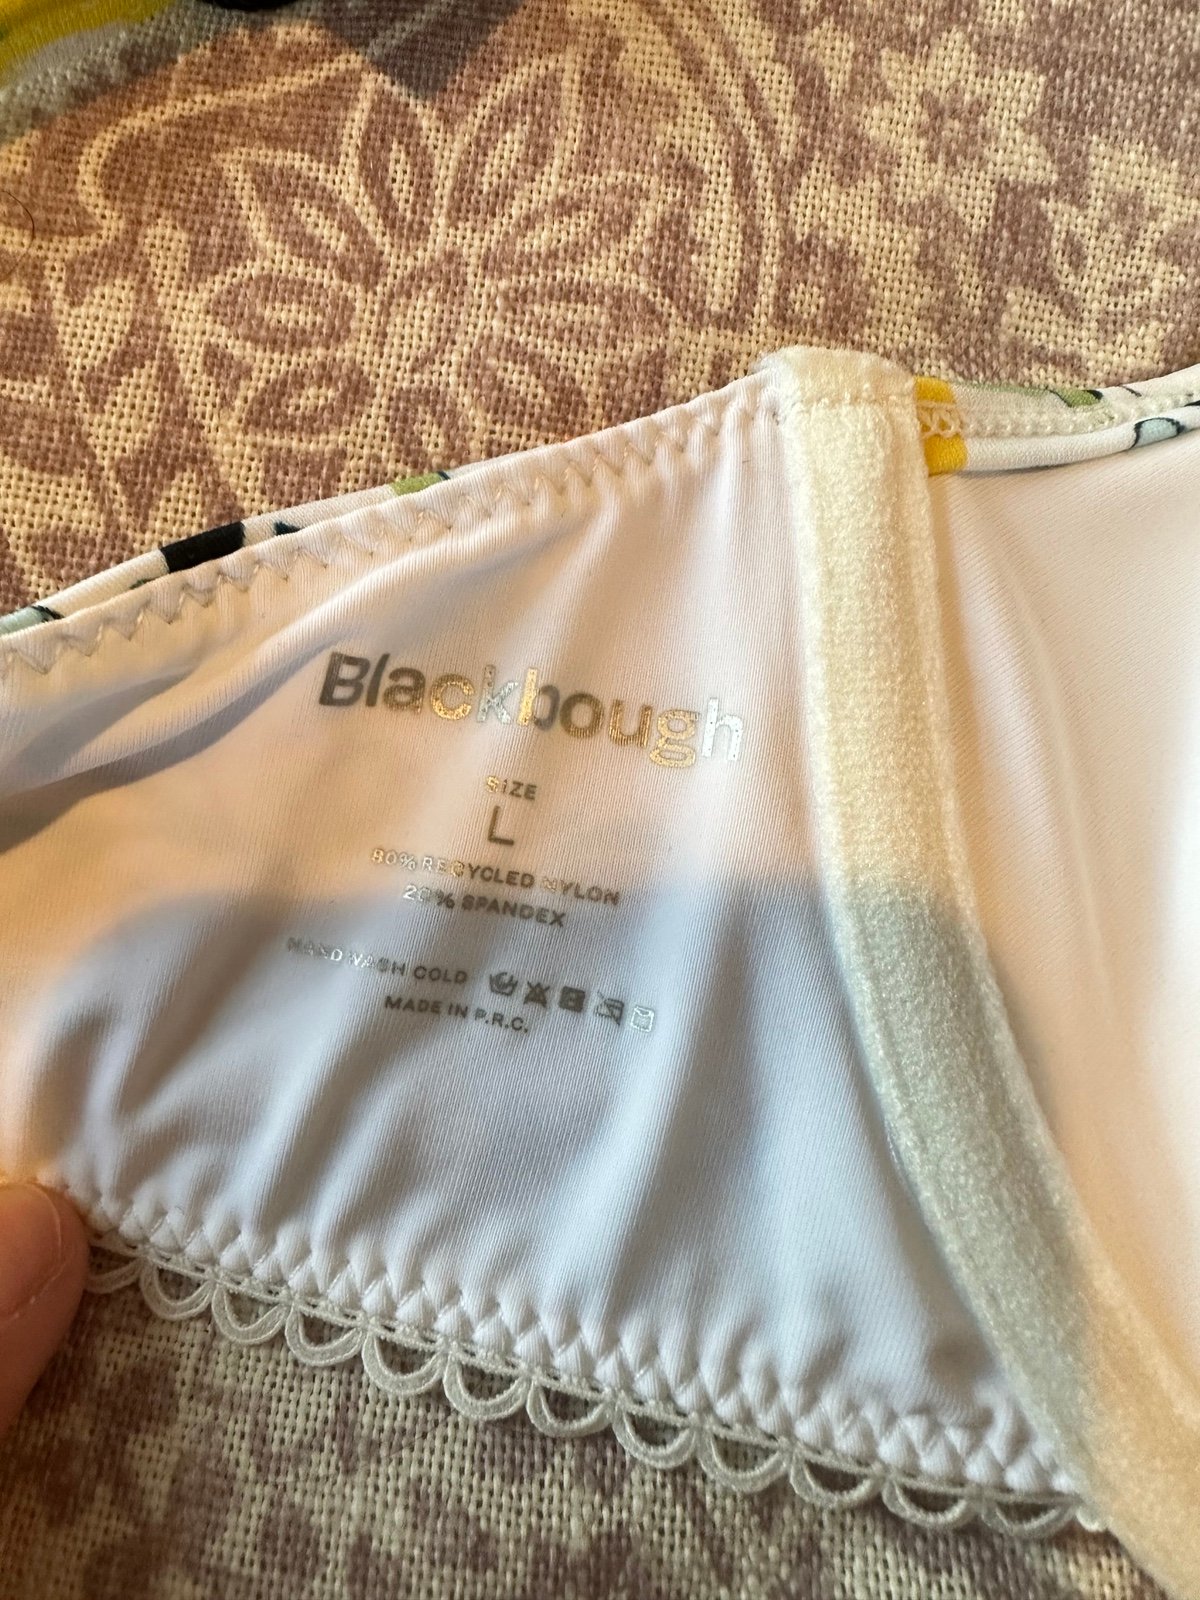 Blackbough
SIZE
L
80% RECYCLED NYLON
20% SPANDEX
HAND WASH COLD
MADE IN P.R.C.